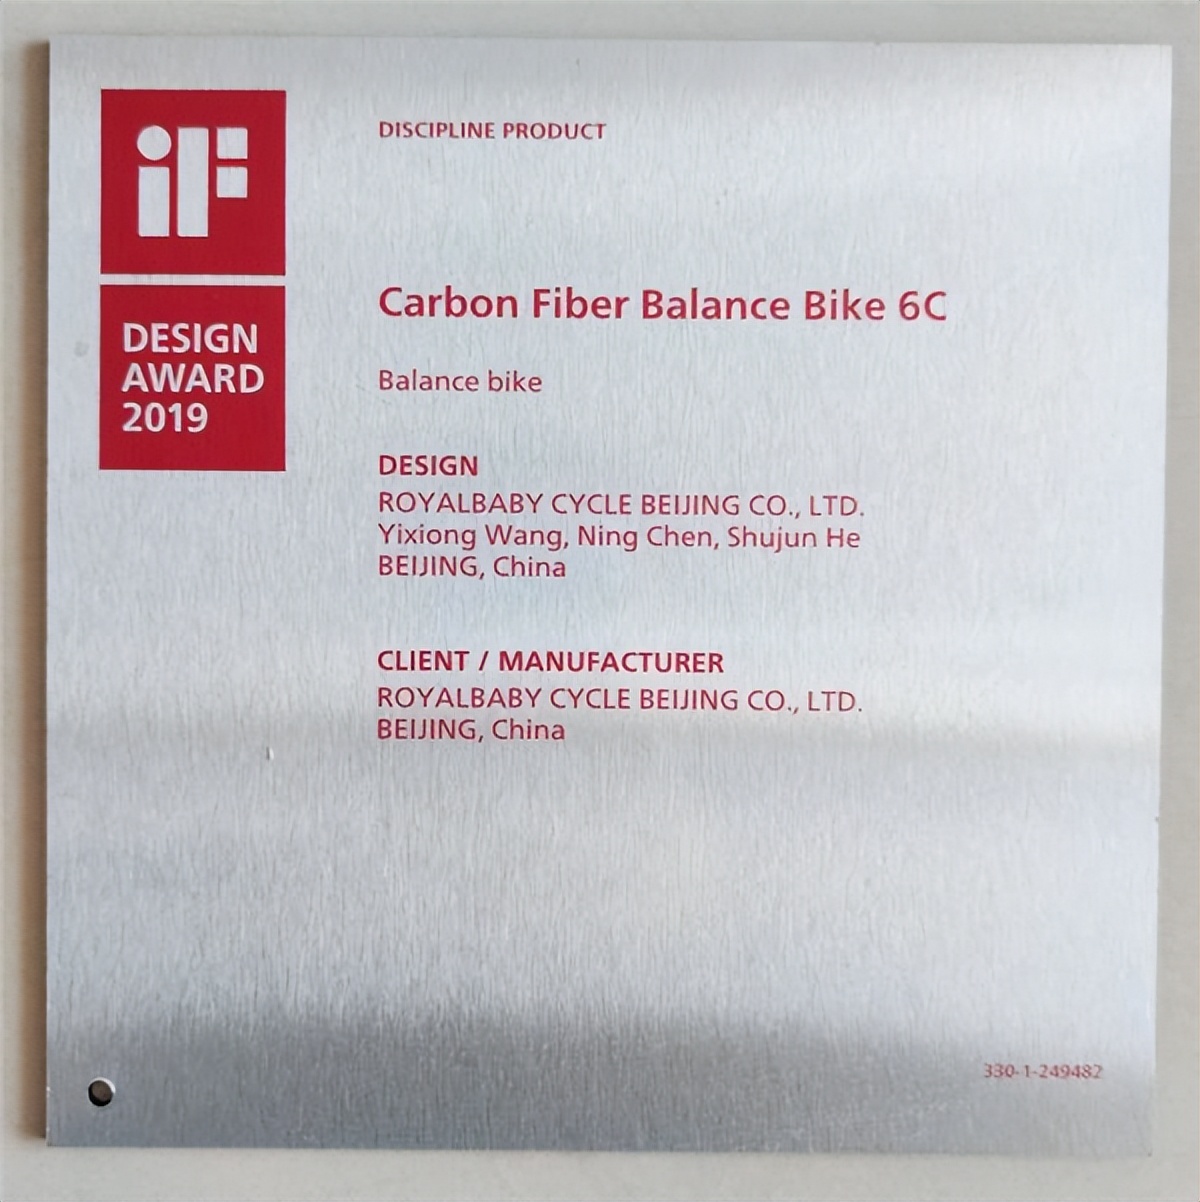 iF
DISCIPLINE PRODUCT
DESIGN
AWARD
2019
Carbon Fiber Balance Bike 6C
Balance bike
DESIGN
ROYALBABY CYCLE BEIJING CO., LTD.
Yixiong Wang, Ning Chen, Shujun He
BEIJING, China
CLIENT / MANUFACTURER
ROYALBABY CYCLE BEIJING CO., LTD.
BEIJING, China
330-1-249482